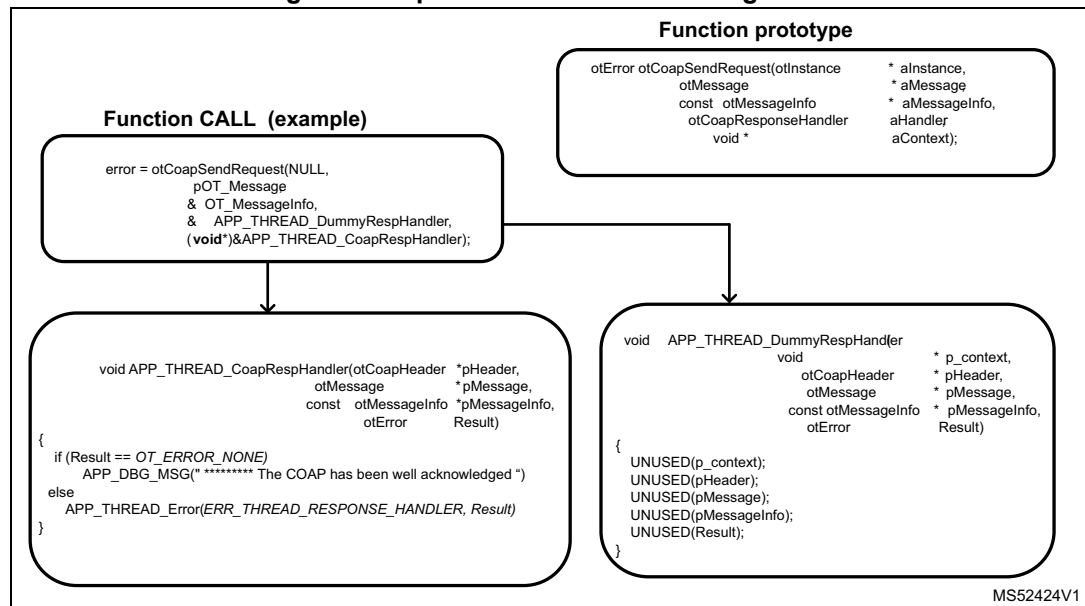 Function prototype
otError otCoapSendRequest(otInstance * aInstance,
otMessage * aMessage,
const otMessageInfo * aMessageInfo,
otCoapResponseHandler aHandler,
void * aContext);
Function CALL (example)
error = otCoapSendRequest(NULL,
pOT_Message,
& OT_MessageInfo,
& APP_THREAD_DummyRespHandler,
(void*)&APP_THREAD_CoapRespHandler);
void APP_THREAD_CoapRespHandler(otCoapHeader *pHeader,
otMessage *pMessage,
const otMessageInfo *pMessageInfo,
otError Result)
{
if (Result == OT_ERROR_NONE)
APP_DBG_MSG(" ********* The COAP has been well acknowledged “)
else
APP_THREAD_Error(ERR_THREAD_RESPONSE_HANDLER, Result)
}
void APP_THREAD_DummyRespHandler(
void * p_context,
otCoapHeader * pHeader,
otMessage * pMessage,
const otMessageInfo * pMessageInfo,
otError Result)
{
UNUSED(p_context);
UNUSED(pHeader);
UNUSED(pMessage);
UNUSED(pMessageInfo);
UNUSED(Result);
}
MS52424V1